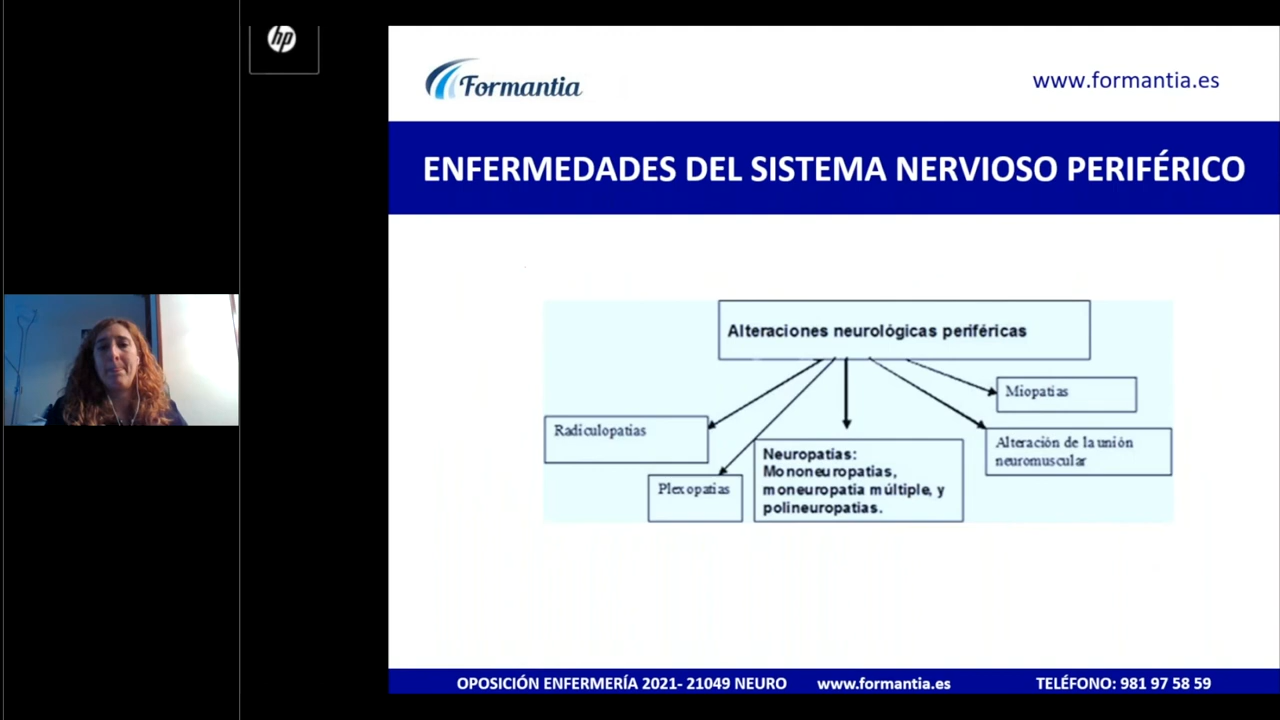 hp
Formantia
www.formantia.es
ENFERMEDADES DEL SISTEMA NERVIOSO PERIFÉRICO
Alteraciones neurológicas periféricas
Miopatías
Radiculopatías
Alteración de la unión
neuromuscular
Plexopatías
Neuropatías:
Mononeuropatías,
moneuropatía múltiple, y
polineuropatías.
OPOSICIÓN ENFERMERÍA 2021- 21049 NEURO www.formantia.es TELÉFONO: 981 97 58 59